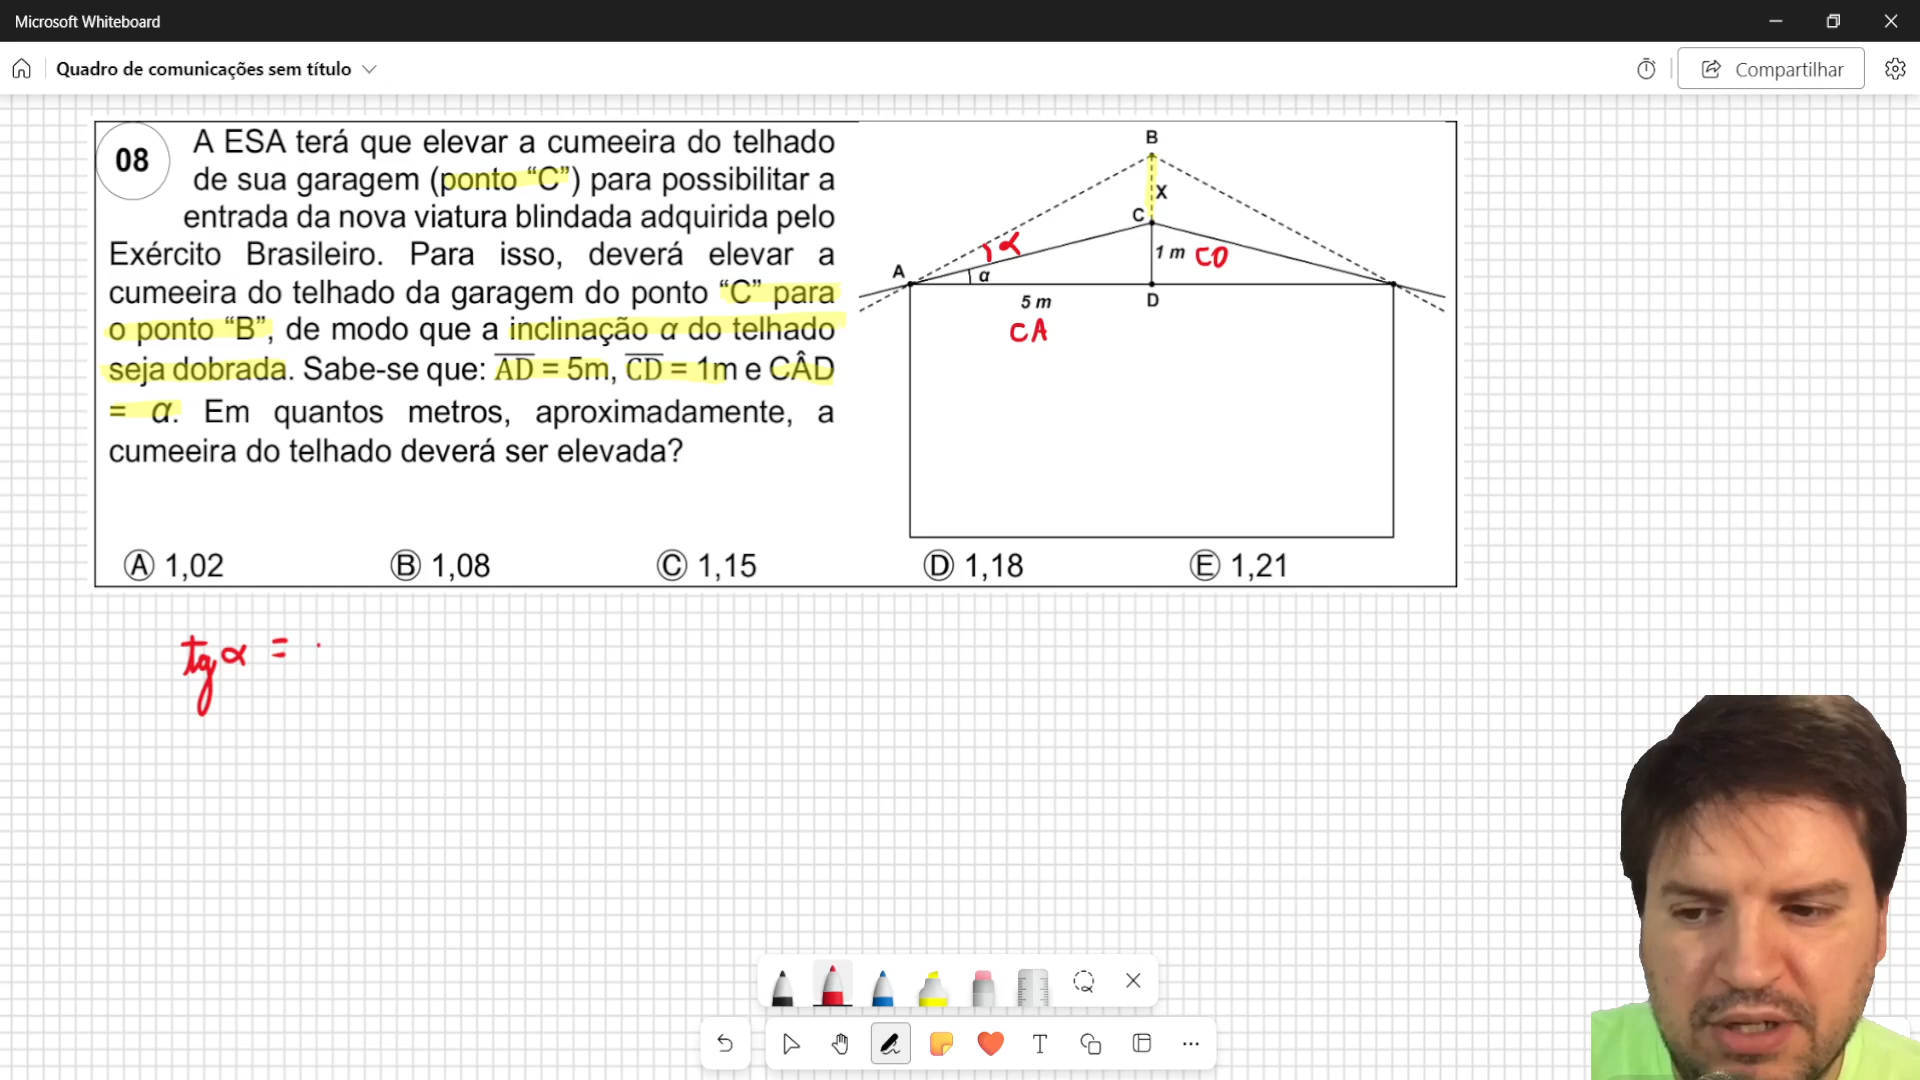 Microsoft Whiteboard
Quadro de comunicações sem título
Compartilhar
08
A ESA terá que elevar a cumeeira do telhado
de sua garagem (ponto “C”) para possibilitar a
entrada da nova viatura blindada adquirida pelo
Exército Brasileiro. Para isso, deverá elevar a
cumeeira do telhado da garagem do ponto “C” para
o ponto “B”, de modo que a inclinação α do telhado
seja dobrada. Sabe-se que: A̅D̅ = 5m, C̅D̅ = 1m e CÂD
= α. Em quantos metros, aproximadamente, a
cumeeira do telhado deverá ser elevada?
Ⓐ 1,02 Ⓑ 1,08 Ⓒ 1,15 Ⓓ 1,18 Ⓔ 1,21
B
X
C
α
1 m CO
A
α
5 m
D
CA
tg α =
T